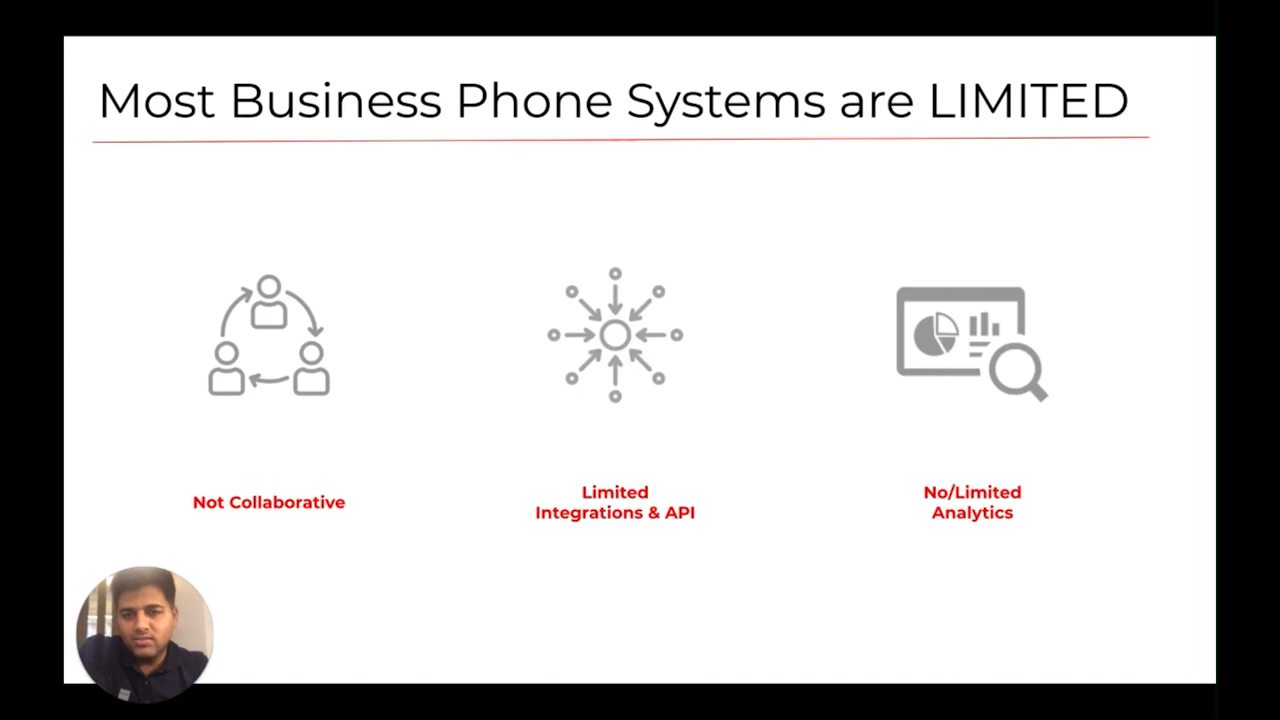 Most Business Phone Systems are LIMITED
Not Collaborative
Limited
Integrations & API
No/Limited
Analytics